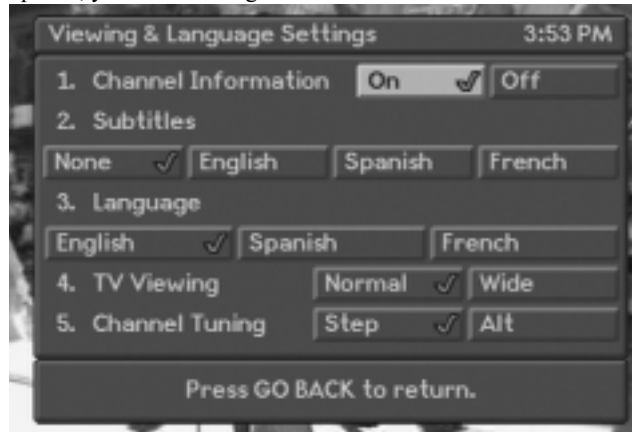 Viewing & Language Settings 3:53 PM
1. Channel Information On Off
2. Subtitles
None English Spanish French
3. Language
English Spanish French
4. TV Viewing Normal Wide
5. Channel Tuning Step Alt
Press GO BACK to return.